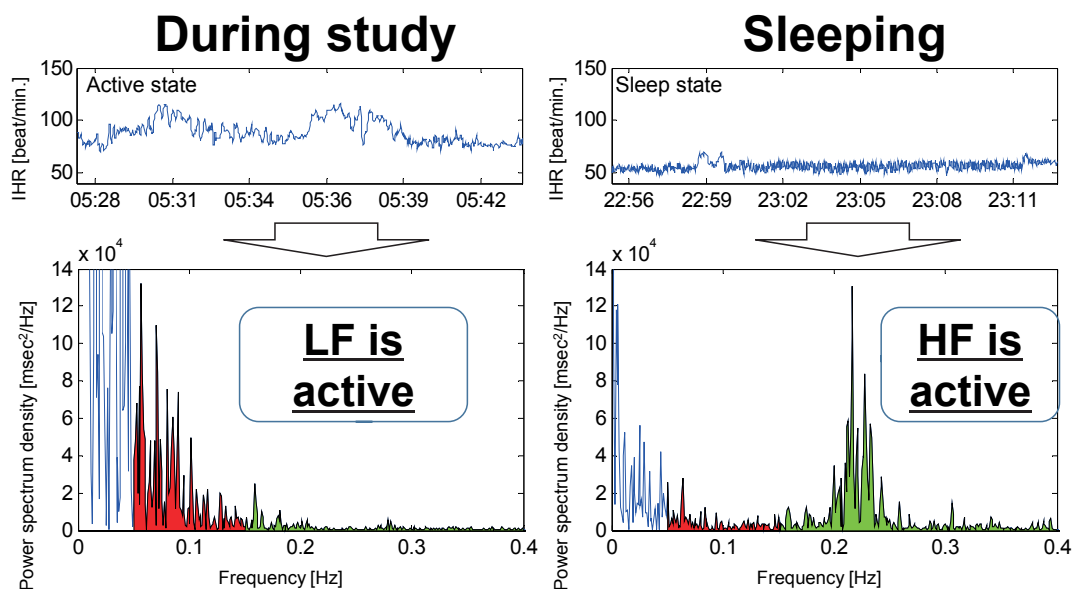 During study
Sleeping
IHR [beat/min.]
150
100
50
Active state
05:28 05:31 05:34 05:36 05:39 05:42
IHR [beat/min.]
150
100
50
Sleep state
22:56 22:59 23:02 23:05 23:08 23:11
Power spectrum density [msec²/Hz]
x 10⁴
14
12
10
8
6
4
2
0
LF is
active
0 0.1 0.2 0.3 0.4
Frequency [Hz]
Power spectrum density [msec²/Hz]
x 10⁴
14
12
10
8
6
4
2
0
HF is
active
0 0.1 0.2 0.3 0.4
Frequency [Hz]